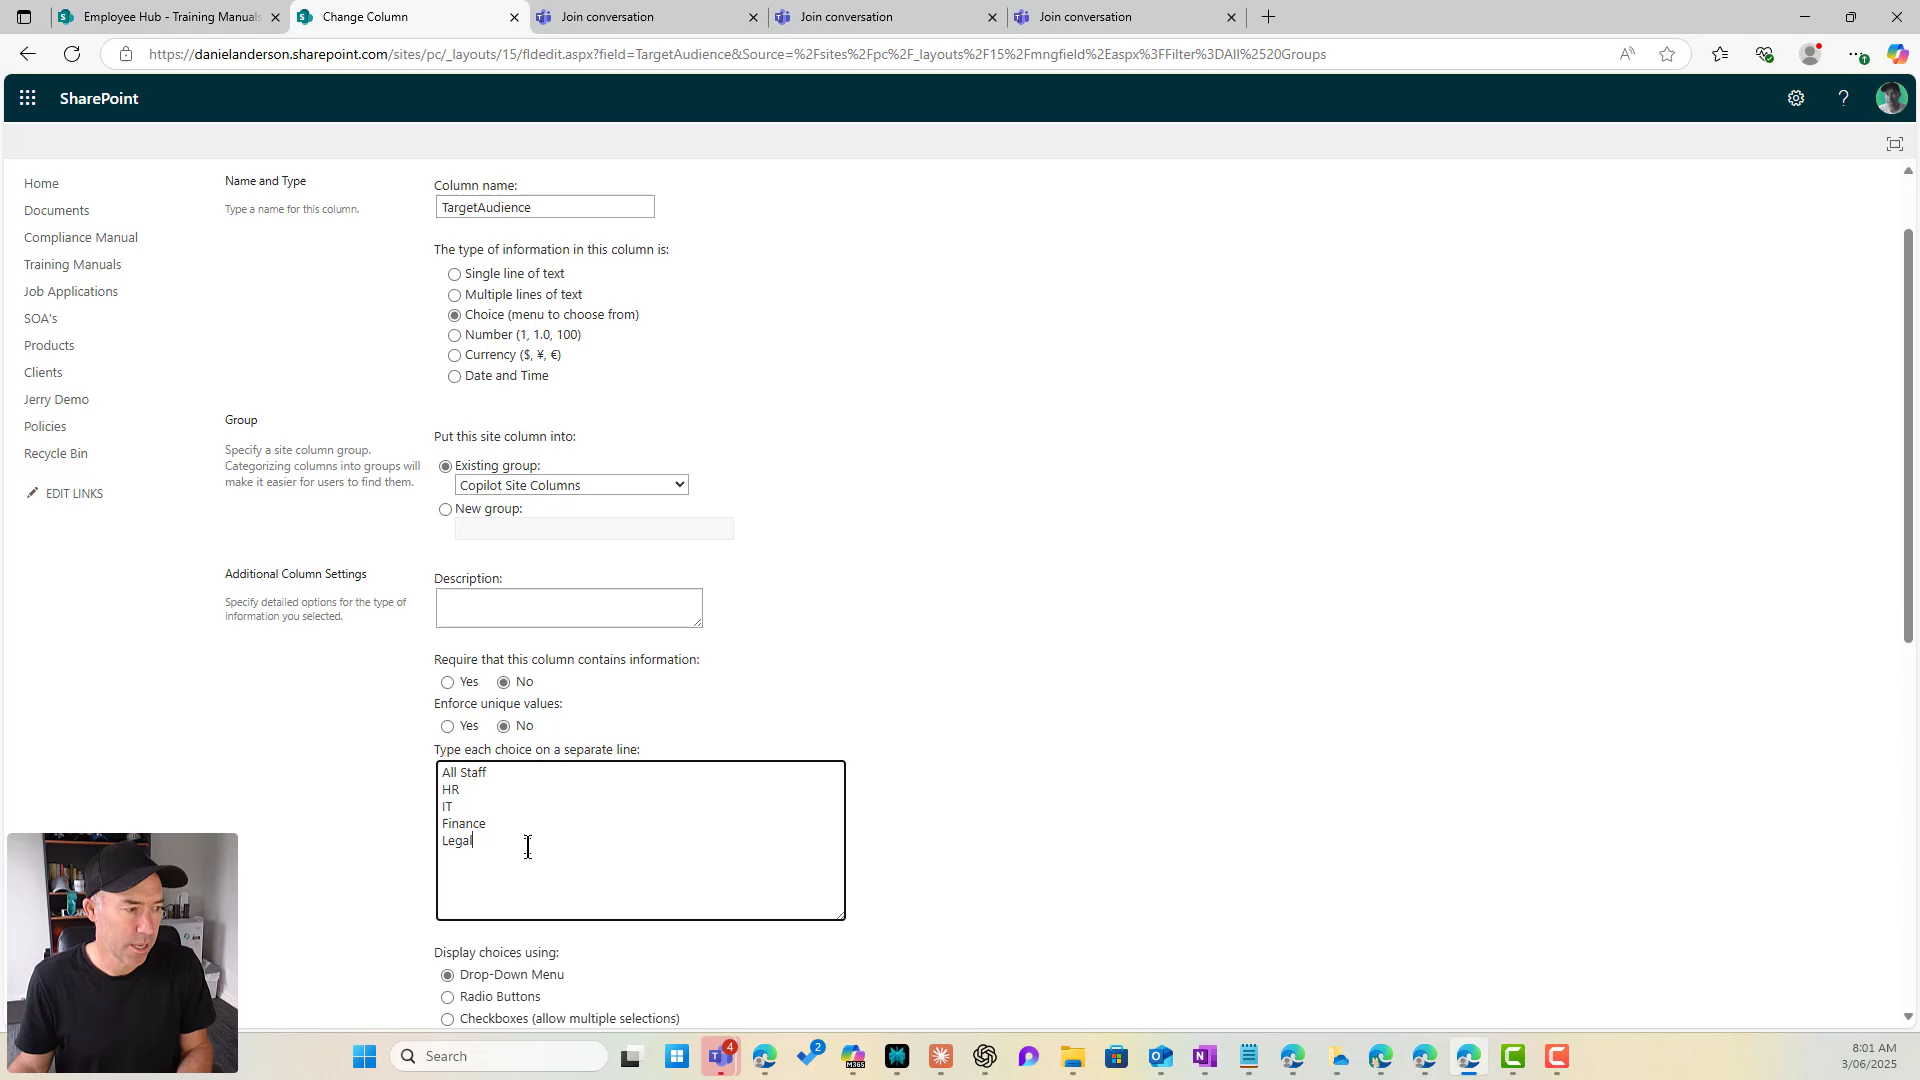 Employee Hub - Training Manuals
Change Column
Join conversation
Join conversation
Join conversation
https://danielanderson.sharepoint.com/sites/pc/_layouts/15/fldedit.aspx?field=TargetAudience&Source=%2Fsites%2Fpc%2F_layouts%2F15%2Fmngfield%2Easpx%3FFilter%3DAll%2520Groups
SharePoint
Home
Documents
Compliance Manual
Training Manuals
Job Applications
SOA's
Products
Clients
Jerry Demo
Policies
Recycle Bin
EDIT LINKS
Name and Type
Type a name for this column.
Column name:
TargetAudience
The type of information in this column is:
Single line of text
Multiple lines of text
Choice (menu to choose from)
Number (1, 1.0, 100)
Currency ($, ¥, €)
Date and Time
Group
Specify a site column group.
Categorizing columns into groups will
make it easier for users to find them.
Put this site column into:
Existing group:
Copilot Site Columns
New group:
Additional Column Settings
Specify detailed options for the type of
information you selected.
Description:
Require that this column contains information:
Yes No
Enforce unique values:
Yes No
Type each choice on a separate line:
All Staff
HR
IT
Finance
Legal
Display choices using:
Drop-Down Menu
Radio Buttons
Checkboxes (allow multiple selections)
Search
4
2
M365
8:01 AM
3/06/2025